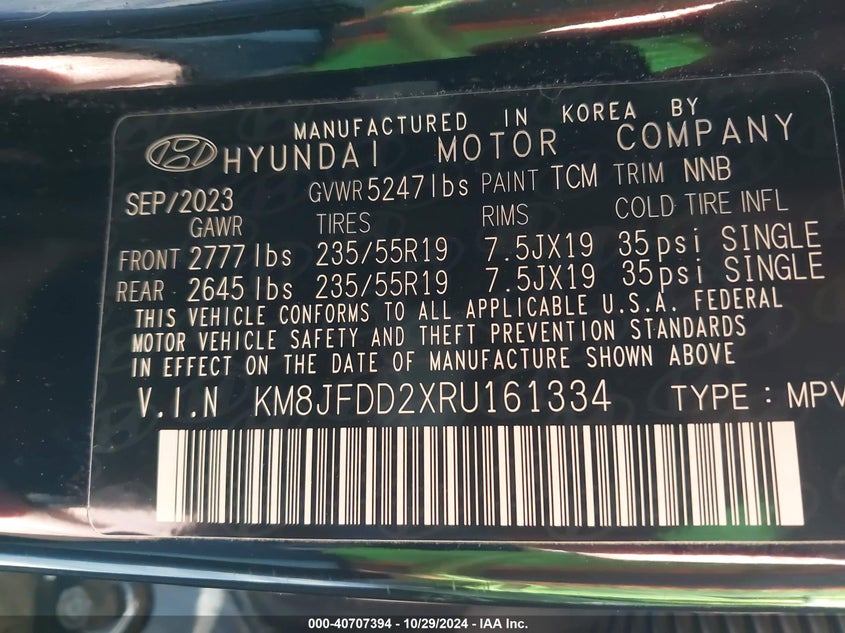 MANUFACTURED IN KOREA BY
HYUNDAI MOTOR COMPANY
SEP/2023 GVWR 5247lbs PAINT TCM TRIM NNB
GAWR TIRES RIMS COLD TIRE INFL
FRONT 2777lbs 235/55R19 7.5JX19 35psi SINGLE
REAR 2645lbs 235/55R19 7.5JX19 35psi SINGLE
THIS VEHICLE CONFORMS TO ALL APPLICABLE U.S.A. FEDERAL
MOTOR VEHICLE SAFETY AND THEFT PREVENTION STANDARDS
IN EFFECT ON THE DATE OF MANUFACTURE SHOWN ABOVE
V.I.N KM8JFDD2XRU161334 TYPE : MPV
000-40707394 - 10/29/2024 - IAA Inc.